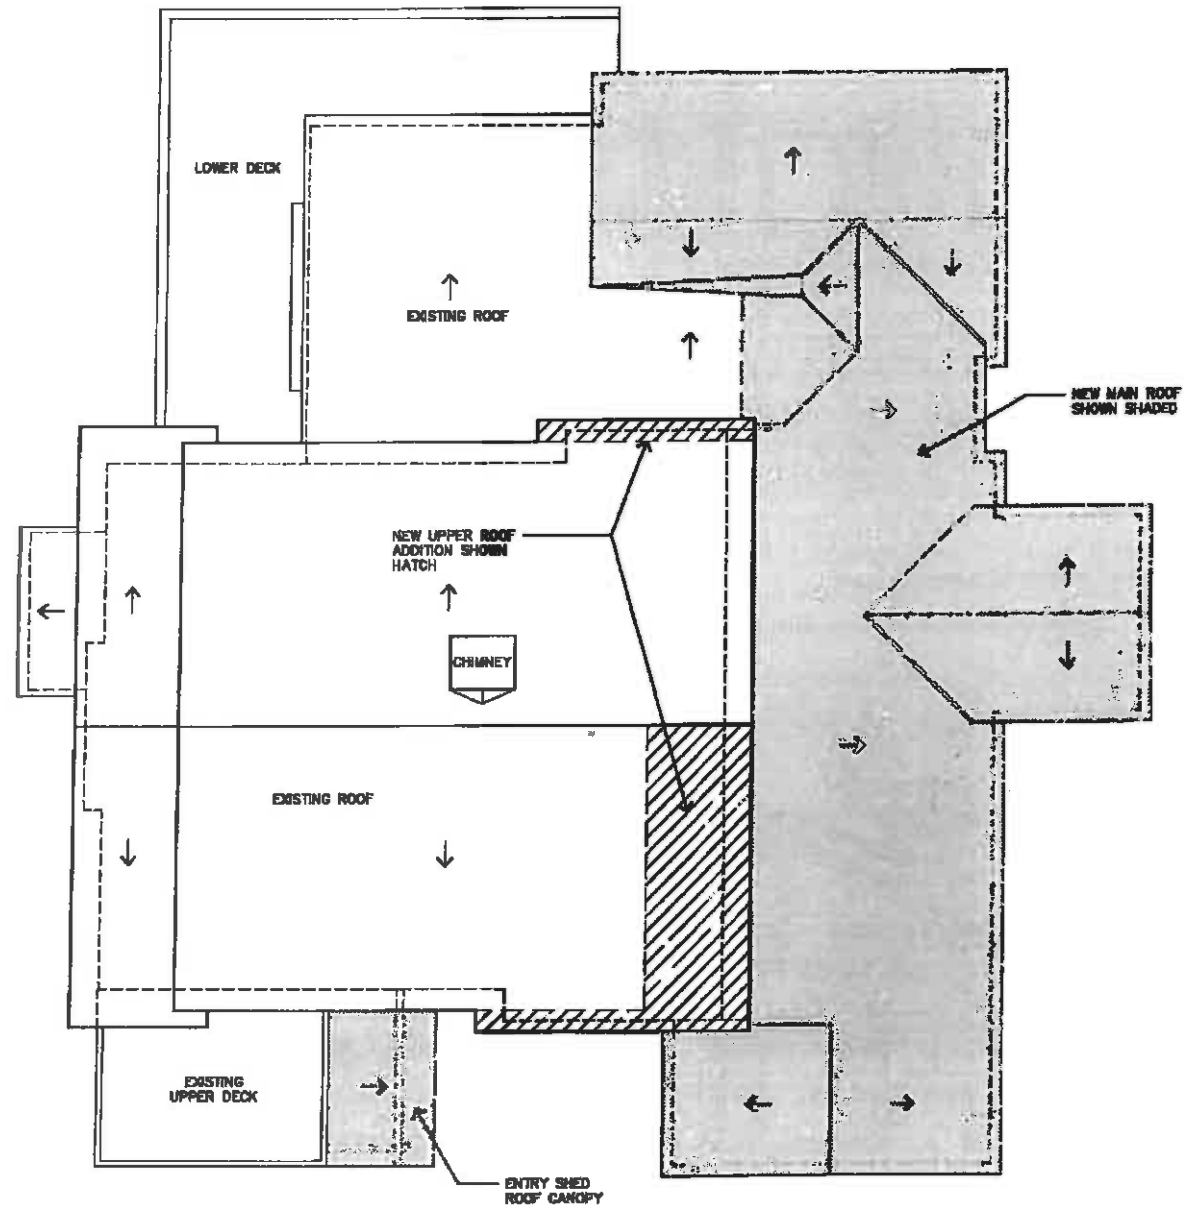 LOWER DECK
EXISTING ROOF
NEW MAIN ROOF
SHOWN SHADED
NEW UPPER ROOF
ADDITION SHOWN
HATCH
CHIMNEY
EXISTING ROOF
EXISTING
UPPER DECK
ENTRY SHED
ROOF CANOPY